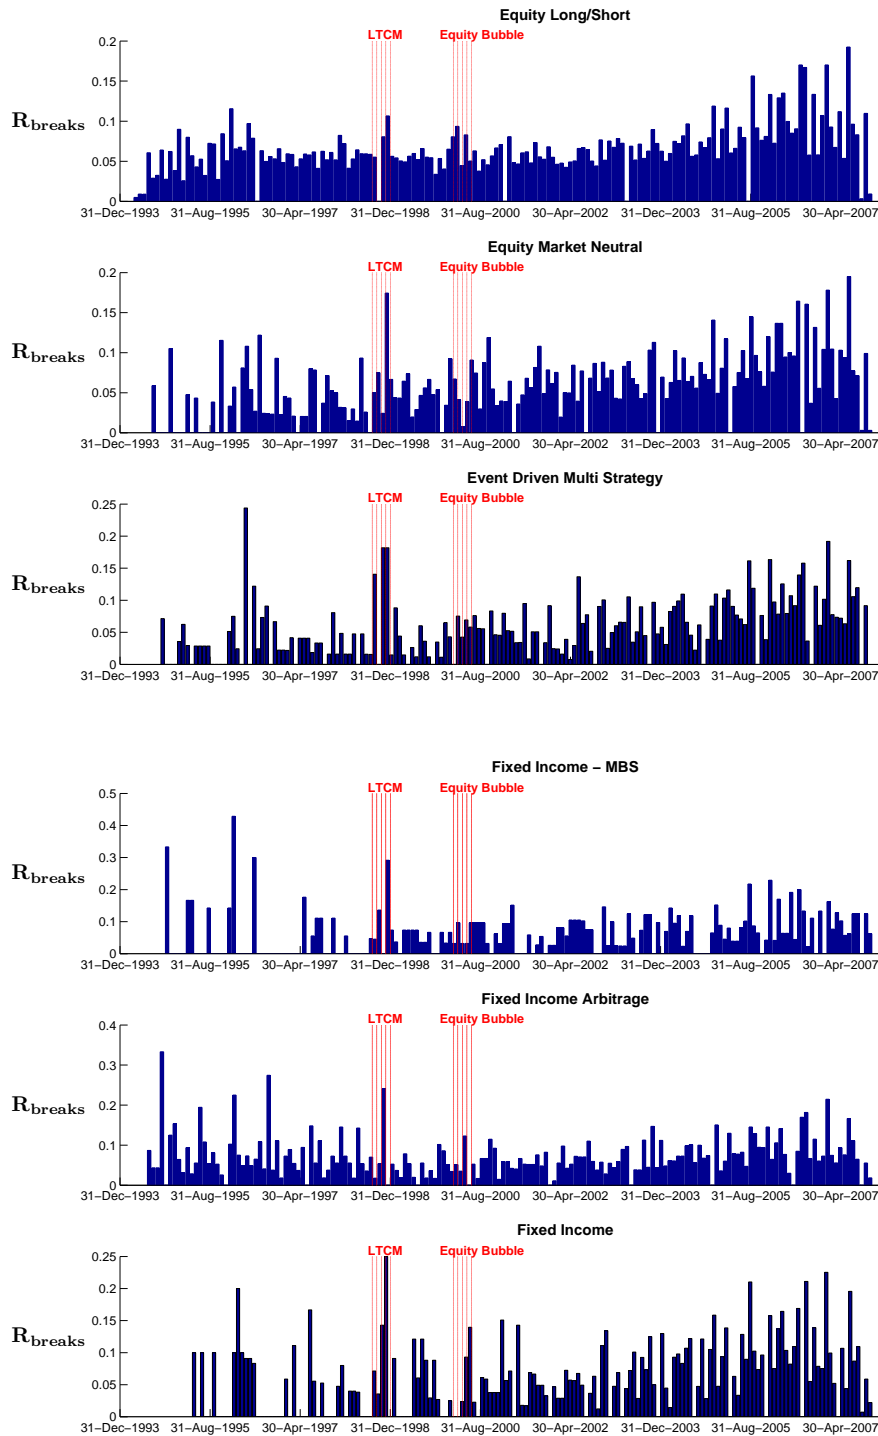 Equity Long/Short
LTCM Equity Bubble
0.2
0.15
0.1
0.05
0
R_breaks
31−Dec−1993 31−Aug−1995 30−Apr−1997 31−Dec−1998 31−Aug−2000 30−Apr−2002 31−Dec−2003 31−Aug−2005 30−Apr−2007
Equity Market Neutral
LTCM Equity Bubble
0.2
0.15
0.1
0.05
0
R_breaks
31−Dec−1993 31−Aug−1995 30−Apr−1997 31−Dec−1998 31−Aug−2000 30−Apr−2002 31−Dec−2003 31−Aug−2005 30−Apr−2007
Event Driven Multi Strategy
LTCM Equity Bubble
0.25
0.2
0.15
0.1
0.05
0
R_breaks
31−Dec−1993 31−Aug−1995 30−Apr−1997 31−Dec−1998 31−Aug−2000 30−Apr−2002 31−Dec−2003 31−Aug−2005 30−Apr−2007
Fixed Income − MBS
LTCM Equity Bubble
0.5
0.4
0.3
0.2
0.1
0
R_breaks
31−Dec−1993 31−Aug−1995 30−Apr−1997 31−Dec−1998 31−Aug−2000 30−Apr−2002 31−Dec−2003 31−Aug−2005 30−Apr−2007
Fixed Income Arbitrage
LTCM Equity Bubble
0.4
0.3
0.2
0.1
0
R_breaks
31−Dec−1993 31−Aug−1995 30−Apr−1997 31−Dec−1998 31−Aug−2000 30−Apr−2002 31−Dec−2003 31−Aug−2005 30−Apr−2007
Fixed Income
LTCM Equity Bubble
0.25
0.2
0.15
0.1
0.05
0
R_breaks
31−Dec−1993 31−Aug−1995 30−Apr−1997 31−Dec−1998 31−Aug−2000 30−Apr−2002 31−Dec−2003 31−Aug−2005 30−Apr−2007